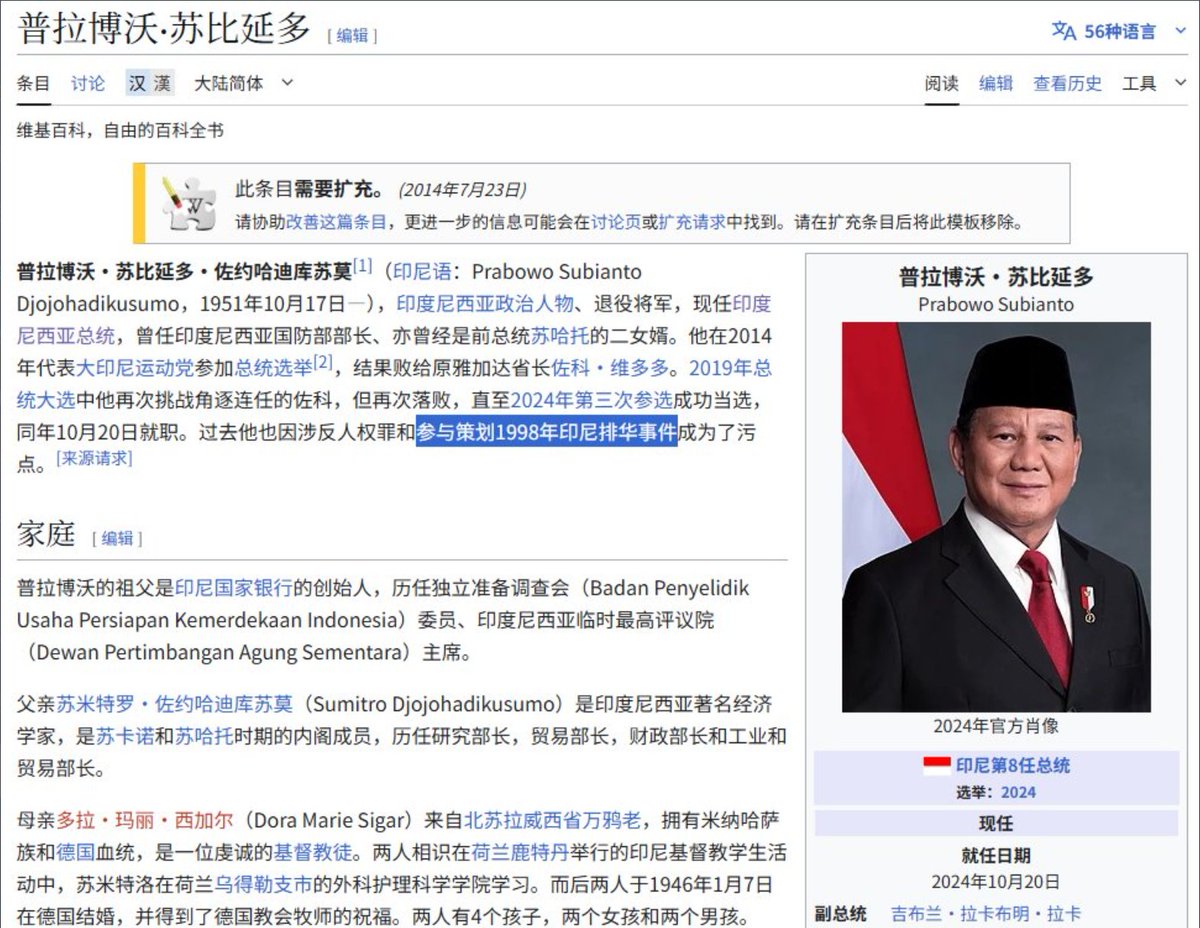 普拉博沃·苏比延多 [ 编辑 ]
56种语言
条目 讨论 汉 漢 大陆简体
阅读 编辑 查看历史 工具
维基百科，自由的百科全书
此条目需要扩充。 (2014年7月23日)
请协助改善这篇条目，更进一步的信息可能会在讨论页或扩充请求中找到。请在扩充条目后将此模板移除。
普拉博沃·苏比延多·佐约哈迪库苏莫[1]（印尼语：Prabowo Subianto
Djojohadikusumo，1951年10月17日—），印度尼西亚政治人物、退役将军，现任印度
尼西亚总统，曾任印度尼西亚国防部部长、亦曾经是前总统苏哈托的二女婿。他在2014
年代表大印尼运动党参加总统选举[2]，结果败给原雅加达省长佐科·维多多。2019年总
统大选中他再次挑战角逐连任的佐科，但再次落败，直至2024年第三次参选成功当选，
同年10月20日就职。过去他也因涉反人权罪和参与策划1998年印尼排华事件成为了污
点。[来源请求]
家庭 [ 编辑 ]
普拉博沃的祖父是印尼国家银行的创始人，历任独立准备调查会（Badan Penyelidik
Usaha Persiapan Kemerdekaan Indonesia）委员、印度尼西亚临时最高评议院
（Dewan Pertimbangan Agung Sementara）主席。
父亲苏米特罗·佐约哈迪库苏莫（Sumitro Djojohadikusumo）是印度尼西亚著名经济
学家，是苏卡诺和苏哈托时期的内阁成员，历任研究部长，贸易部长，财政部长和工业和
贸易部长。
母亲多拉·玛丽·西加尔（Dora Marie Sigar）来自北苏拉威西省万鸦老，拥有米纳哈萨
族和德国血统，是一位虔诚的基督教徒。两人相识在荷兰鹿特丹举行的印尼基督教学生活
动中，苏米特洛在荷兰乌得勒支市的外科护理科学学院学习。而后两人于1946年1月7日
在德国结婚，并得到了德国教会牧师的祝福。两人有4个孩子，两个女孩和两个男孩。
普拉博沃·苏比延多
Prabowo Subianto
2024年官方肖像
印尼第8任总统
选举：2024
现任
就任日期
2024年10月20日
副总统 吉布兰·拉卡布明·拉卡